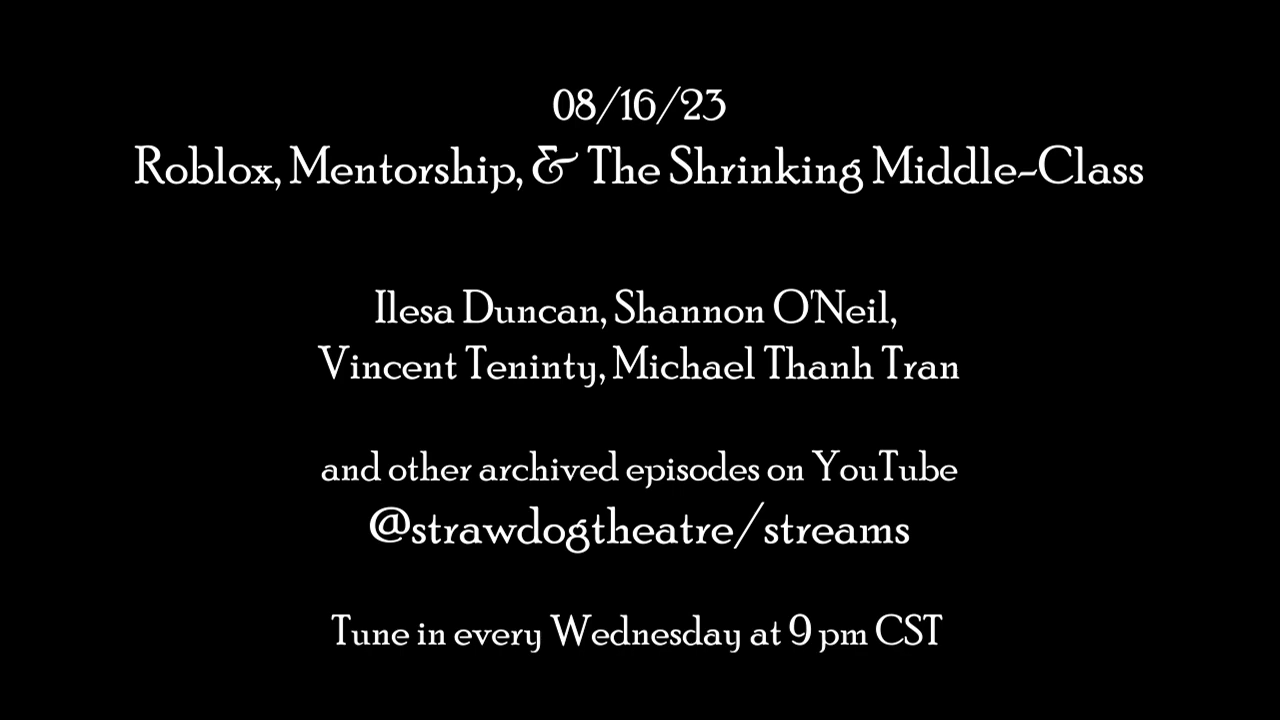 08/16/23
Roblox, Mentorship, & The Shrinking Middle-Class
Ilesa Duncan, Shannon O'Neil,
Vincent Teninty, Michael Thanh Tran
and other archived episodes on YouTube
@strawdogtheatre/streams
Tune in every Wednesday at 9 pm CST